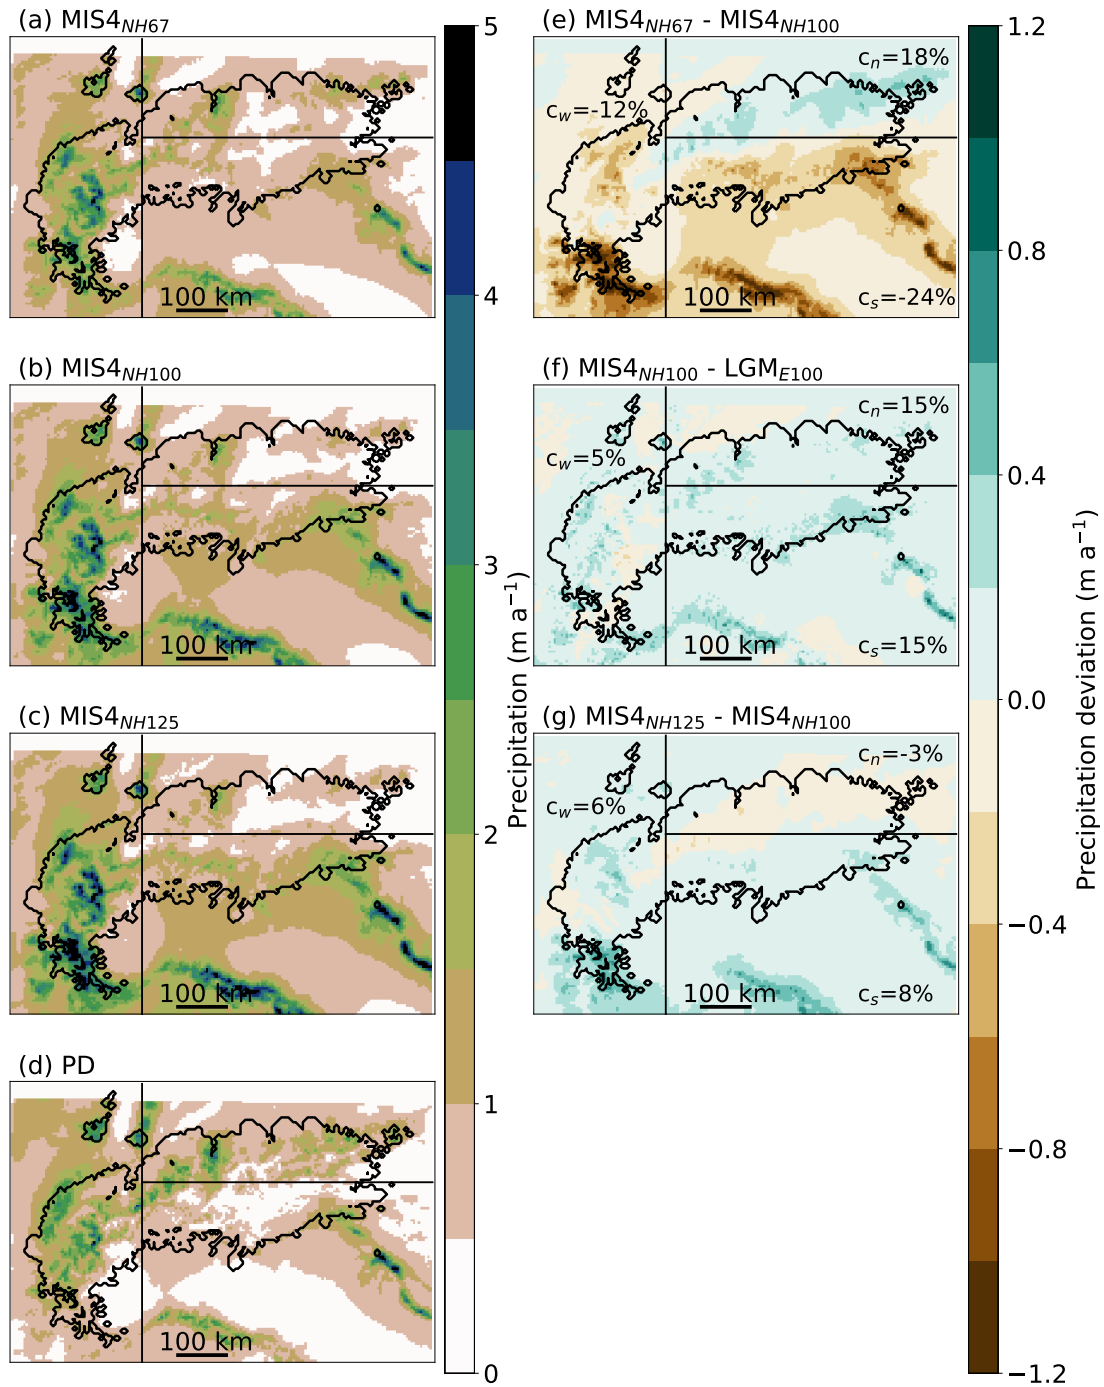 (a) MIS4NH67
100 km
(b) MIS4NH100
100 km
(c) MIS4NH125
100 km
(d) PD
100 km
5
4
3
2
1
0
Precipitation (m a−1)
(e) MIS4NH67 - MIS4NH100
cn=18%
cw=-12%
100 km
cs=-24%
(f) MIS4NH100 - LGME100
cn=15%
cw=5%
100 km
cs=15%
(g) MIS4NH125 - MIS4NH100
cn=-3%
cw=6%
100 km
cs=8%
1.2
0.8
0.4
0.0
−0.4
−0.8
−1.2
Precipitation deviation (m a−1)